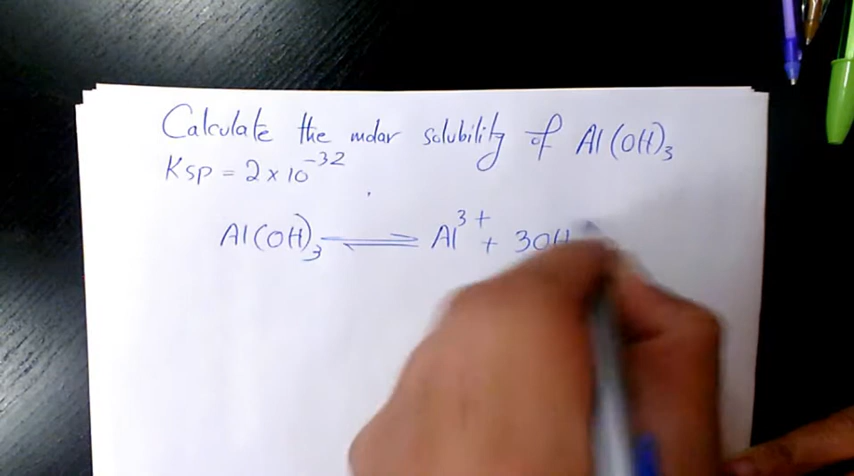 Calculate the molar solubility of Al(OH)₃
Ksp = 2 x 10⁻³²
Al(OH)₃ ⇌ Al³⁺ + 3OH